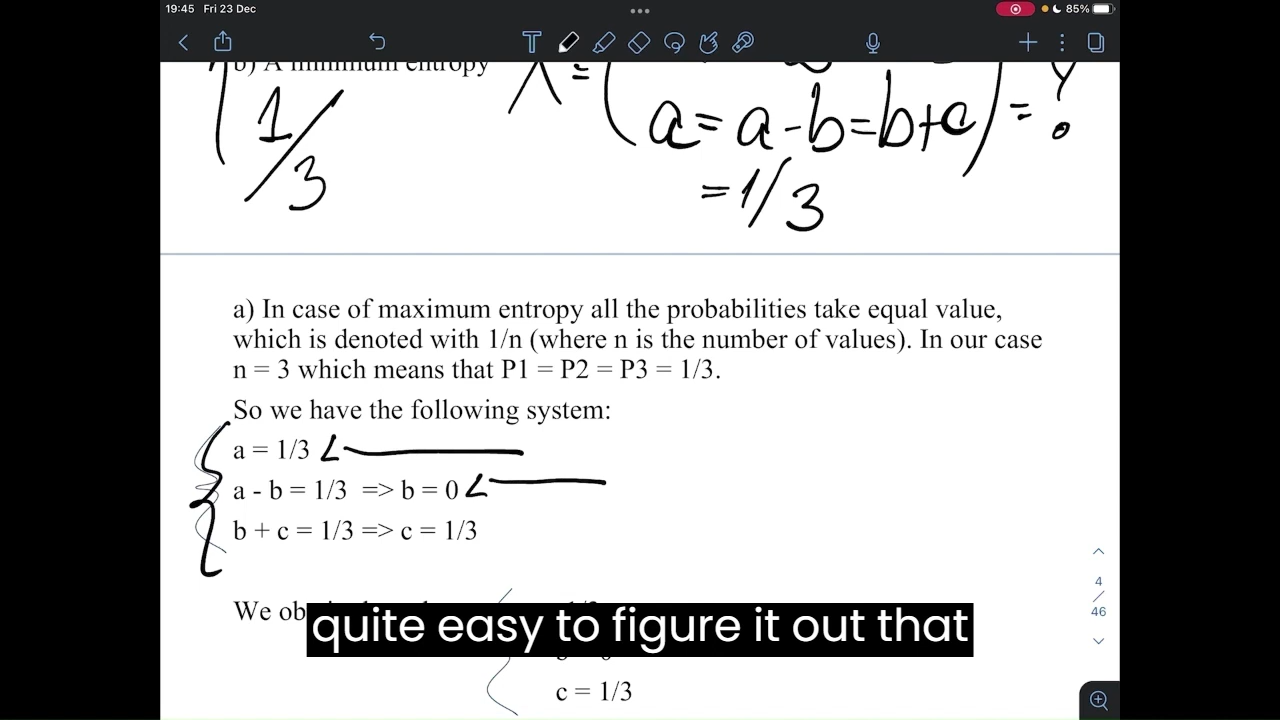 19:45 Fri 23 Dec
85%
b) A minimum entropy
1/3
a = a - b = b + c) = ?
= 1/3
a) In case of maximum entropy all the probabilities take equal value,
which is denoted with 1/n (where n is the number of values). In our case
n = 3 which means that P1 = P2 = P3 = 1/3.
So we have the following system:
a = 1/3
a - b = 1/3 => b = 0
b + c = 1/3 => c = 1/3
We
quite easy to figure it out that
c = 1/3
4
46